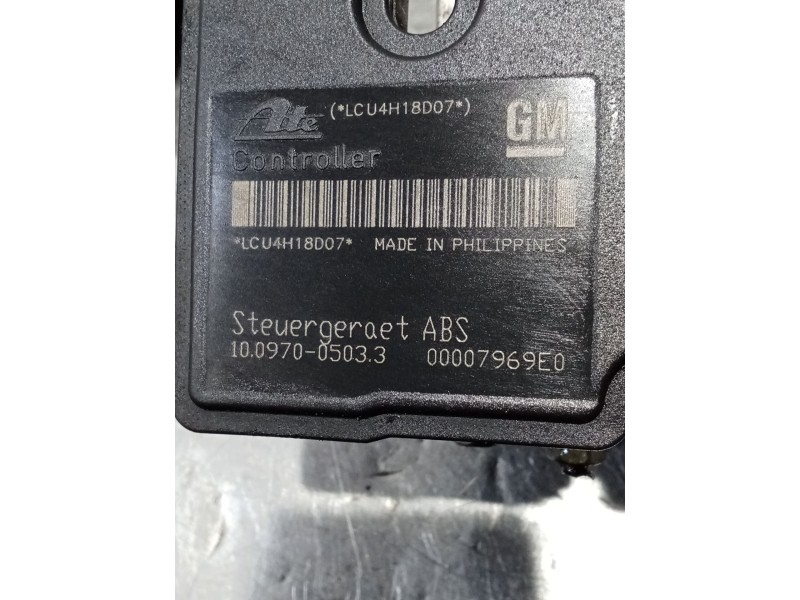 Ate (*LCU4H18D07*) GM
Controller
*LCU4H18D07* MADE IN PHILIPPINES
Steuergeraet ABS
10.0970-0503.3 00007969E0